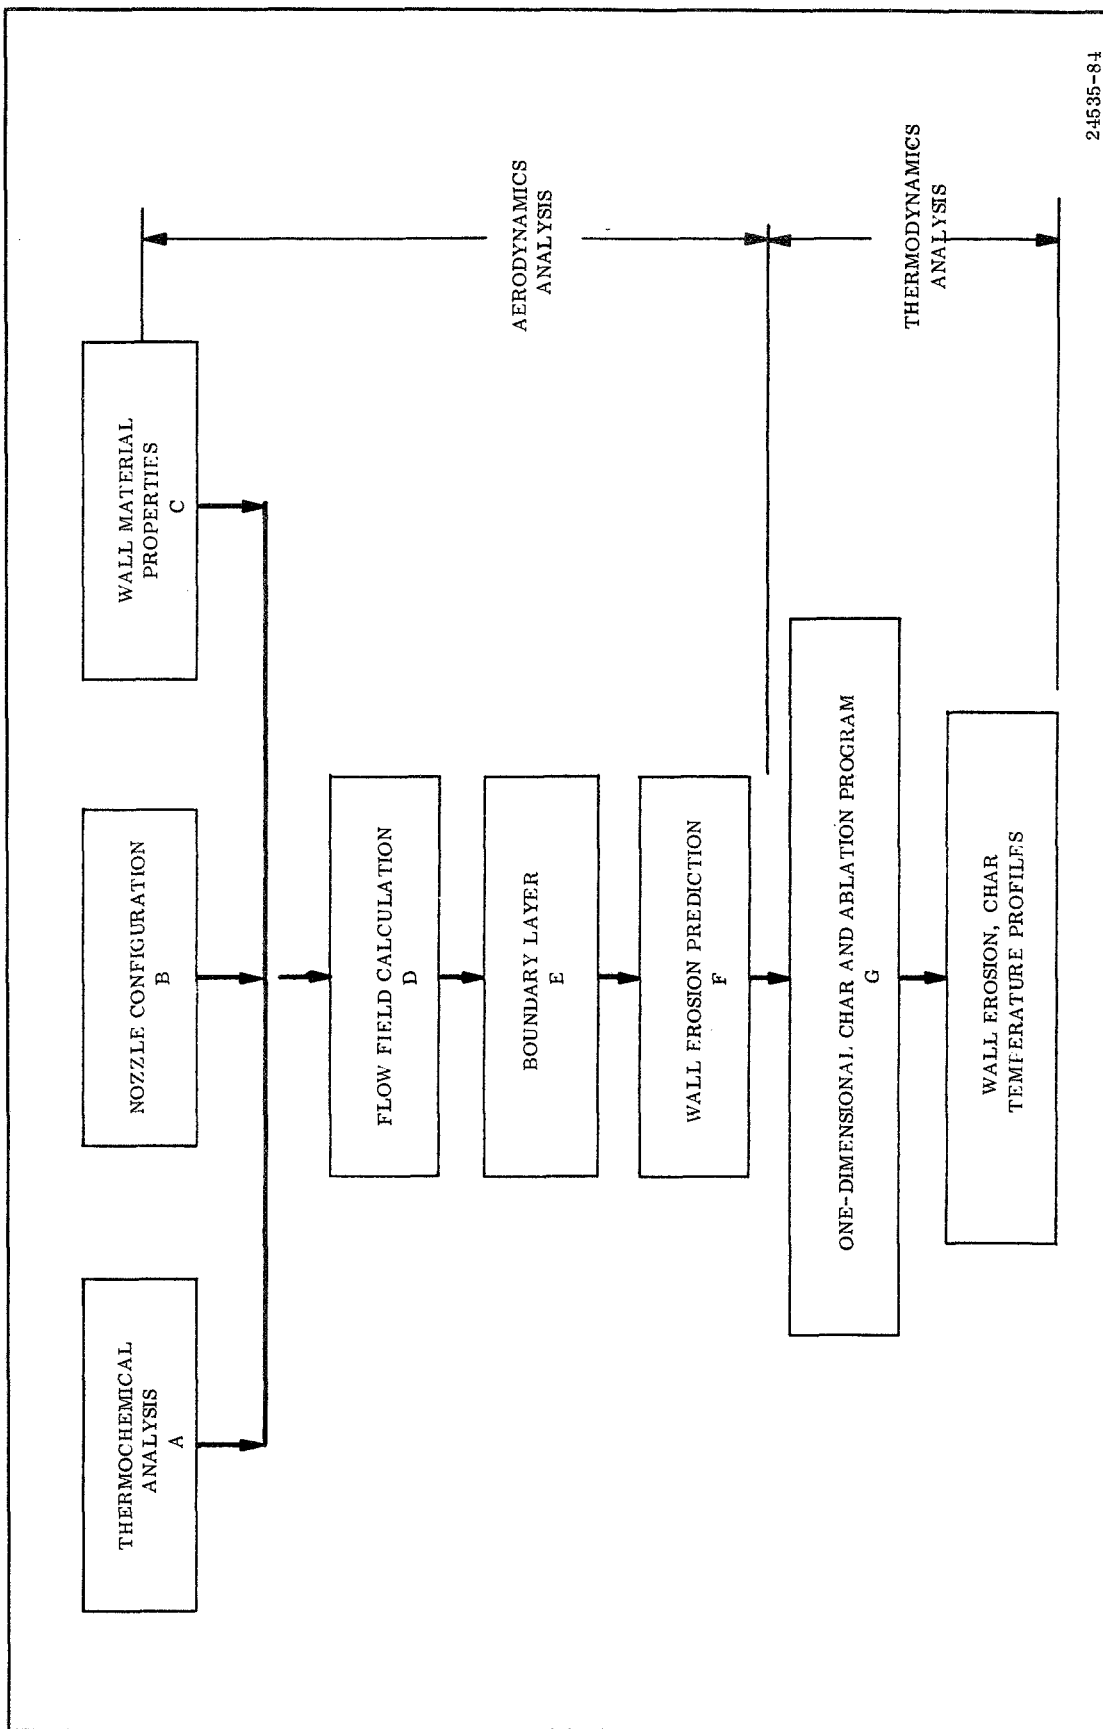 THERMOCHEMICAL
ANALYSIS
A
NOZZLE CONFIGURATION
B
WALL MATERIAL
PROPERTIES
C
FLOW FIELD CALCULATION
D
BOUNDARY LAYER
E
WALL EROSION PREDICTION
F
AERODYNAMICS
ANALYSIS
ONE-DIMENSIONAL CHAR AND ABLATION PROGRAM
G
WALL EROSION, CHAR
TEMPERATURE PROFILES
THERMODYNAMICS
ANALYSIS
24535-84